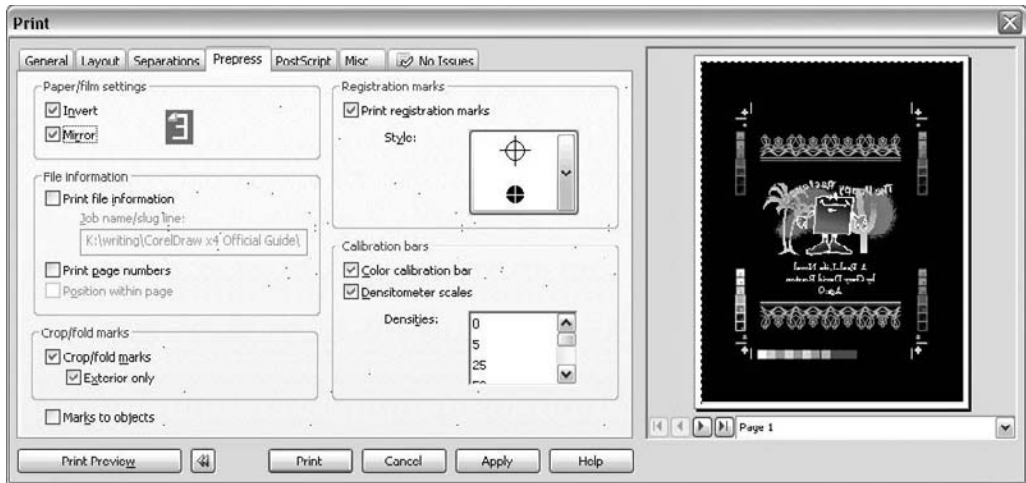 Print
General Layout Separations Prepress PostScript Misc No Issues
Paper/film settings
Invert
Mirror
File information
Print file information
Job name/slug line:
K:\writing\CorelDraw x4 Official Guide\
Print page numbers
Position within page
Crop/fold marks
Crop/fold marks
Exterior only
Marks to objects
Registration marks
Print registration marks
Style:
Calibration bars
Color calibration bar
Densitometer scales
Densities:
0
5
25
50
Page 1
Print Preview Print Cancel Apply Help